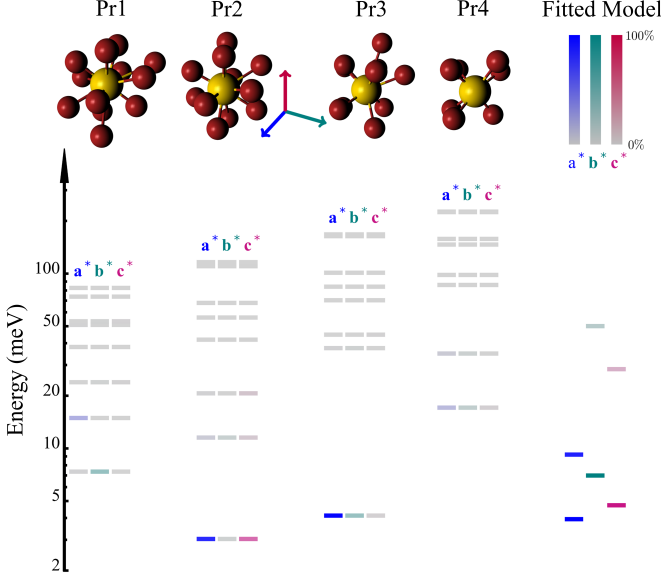 Pr1 Pr2 Pr3 Pr4 Fitted Model
100%
0%
a* b* c*
a* b* c*
a* b* c*
a* b* c*
a* b* c*
Energy (meV)
100
50
20
10
5
2